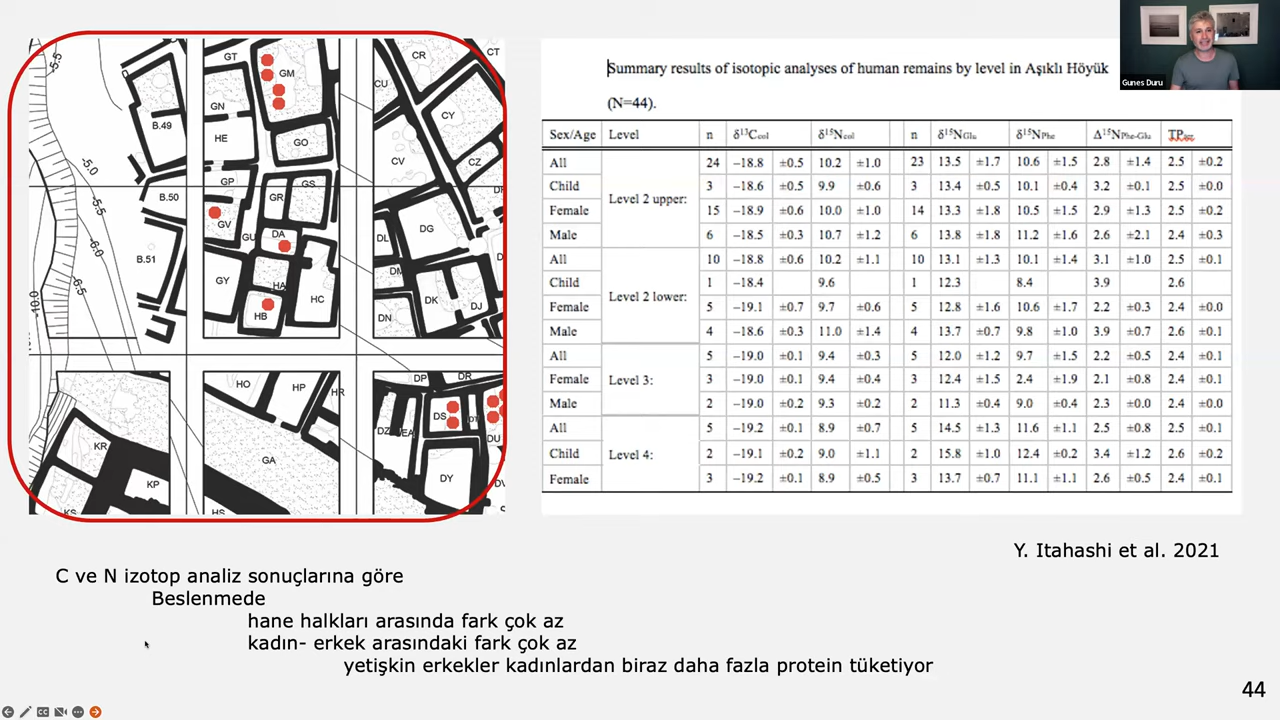 -5.5
CT
GT
GM
CR
CU
GN
B.49
CY
HE
GO
CV
CZ
-5.0
GP
GS
B.50
GR
-5.5
GV
DG
DA
GU
DL
-6.0
B.51
DM
-6.5
GY
HA
HC
DK
DJ
-10.0
HB
DN
DP
DR
HO
HP
HR
DS
DT
DZ
EA
DU
KR
GA
DY
KP
KS
HS
Gunes Duru
Summary results of isotopic analyses of human remains by level in Aşıklı Höyük
(N=44).
Sex/Age Level n δ¹³Ccol δ¹⁵Ncol n δ¹⁵NGlu δ¹⁵NPhe Δ¹⁵NPhe-Glu
All 24 −18.8 ±0.5 10.2 ±1.0 23 13.5 ±1.7 10.6 ±1.5 2.8 ±1.4 2.5 ±0.2
Child 3 −18.6 ±0.5 9.9 ±0.6 3 13.4 ±0.5 10.1 ±0.4 3.2 ±0.1 2.5 ±0.0
Level 2 upper:
Female 15 −18.9 ±0.6 10.0 ±1.0 14 13.3 ±1.8 10.5 ±1.5 2.9 ±1.3 2.5 ±0.2
Male 6 −18.5 ±0.3 10.7 ±1.2 6 13.8 ±1.8 11.2 ±1.6 2.6 ±2.1 2.4 ±0.3
All 10 −18.8 ±0.6 10.2 ±1.1 10 13.1 ±1.3 10.1 ±1.4 3.1 ±1.0 2.5 ±0.1
Child 1 −18.4 9.6 1 12.3 8.4 3.9 2.6
Level 2 lower:
Female 5 −19.1 ±0.7 9.7 ±0.6 5 12.8 ±1.6 10.6 ±1.7 2.2 ±0.3 2.4 ±0.0
Male 4 −18.6 ±0.3 11.0 ±1.4 4 13.7 ±0.7 9.8 ±1.0 3.9 ±0.7 2.6 ±0.1
All 5 −19.0 ±0.1 9.4 ±0.3 5 12.0 ±1.2 9.7 ±1.5 2.2 ±0.5 2.4 ±0.1
Female Level 3: 3 −19.0 ±0.1 9.4 ±0.4 3 12.4 ±1.5 2.4 ±1.9 2.1 ±0.8 2.4 ±0.1
Male 2 −19.0 ±0.2 9.3 ±0.2 2 11.3 ±0.4 9.0 ±0.4 2.3 ±0.0 2.4 ±0.0
All 5 −19.2 ±0.1 8.9 ±0.7 5 14.5 ±1.3 11.6 ±1.1 2.5 ±0.8 2.5 ±0.1
Child Level 4: 2 −19.1 ±0.2 9.0 ±1.1 2 15.8 ±1.0 12.4 ±0.2 3.4 ±1.2 2.6 ±0.2
Female 3 −19.2 ±0.1 8.9 ±0.5 3 13.7 ±0.7 11.1 ±1.1 2.6 ±0.5 2.4 ±0.1
Y. Itahashi et al. 2021
C ve N izotop analiz sonuçlarına göre
Beslenmede
hane halkları arasında fark çok az
kadın- erkek arasındaki fark çok az
yetişkin erkekler kadınlardan biraz daha fazla protein tüketiyor
44